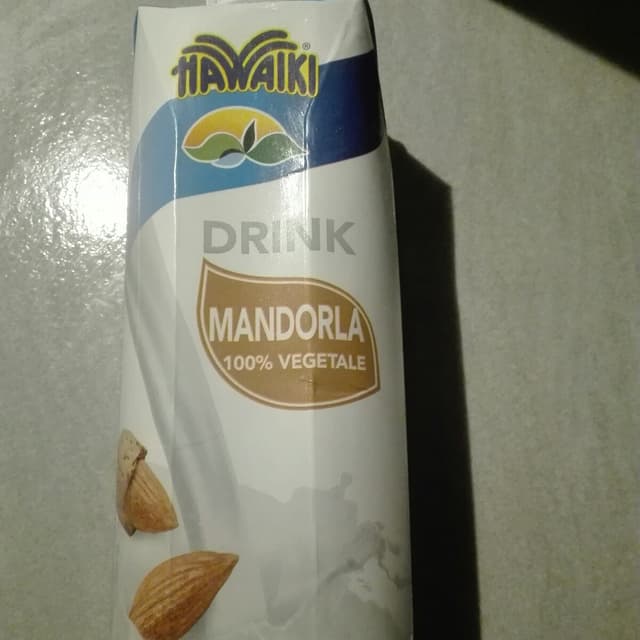 HAWAIKI®
DRINK
MANDORLA
100% VEGETALE